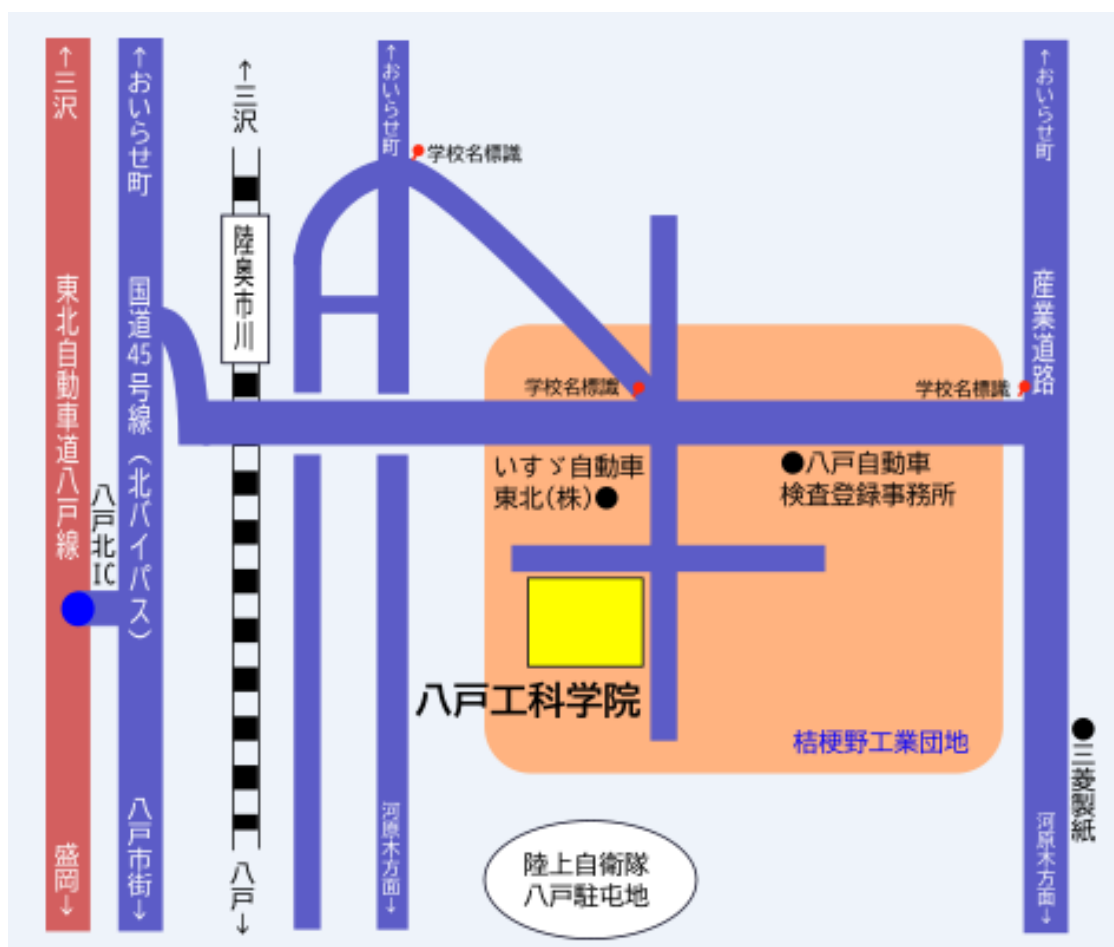 ↑三沢
↑おいらせ町
↑三沢
↑おいらせ町
↑おいらせ町
学校名標識
陸奥市川
東北自動車道八戸線
国道45号線（北バイパス）
産業道路
学校名標識
学校名標識
いすゞ自動車
東北(株)●
●八戸自動車
検査登録事務所
八戸北IC
八戸工科学院
桔梗野工業団地
●三菱製紙
盛岡↓
八戸市街↓
八戸↓
河原木方面↓
陸上自衛隊
八戸駐屯地
河原木方面↓